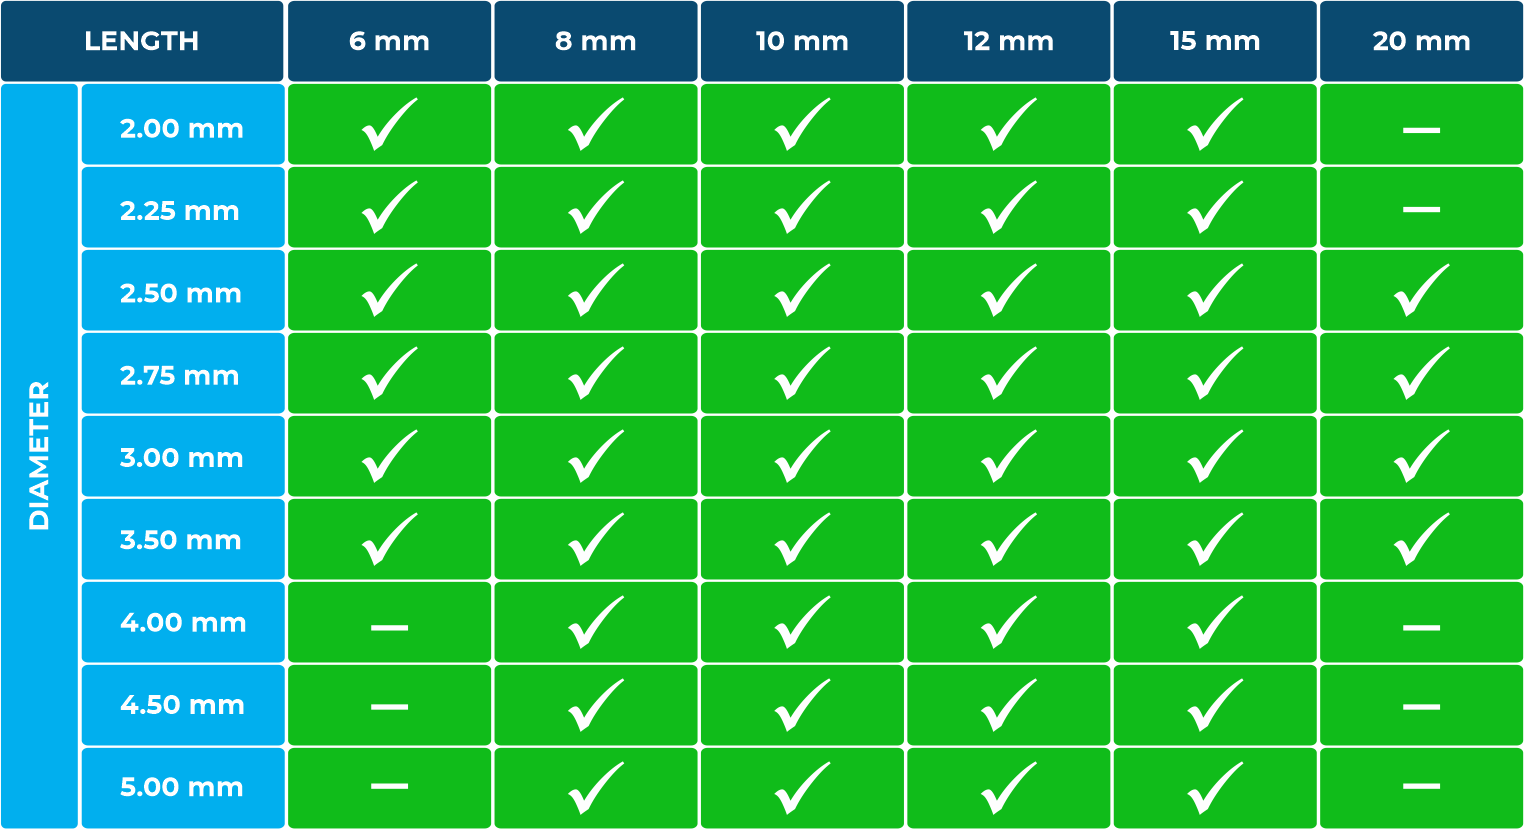 LENGTH 6 mm 8 mm 10 mm 12 mm 15 mm 20 mm
DIAMETER
2.00 mm ✓ ✓ ✓ ✓ ✓ —
2.25 mm ✓ ✓ ✓ ✓ ✓ —
2.50 mm ✓ ✓ ✓ ✓ ✓ ✓
2.75 mm ✓ ✓ ✓ ✓ ✓ ✓
3.00 mm ✓ ✓ ✓ ✓ ✓ ✓
3.50 mm ✓ ✓ ✓ ✓ ✓ ✓
4.00 mm — ✓ ✓ ✓ ✓ —
4.50 mm — ✓ ✓ ✓ ✓ —
5.00 mm — ✓ ✓ ✓ ✓ —